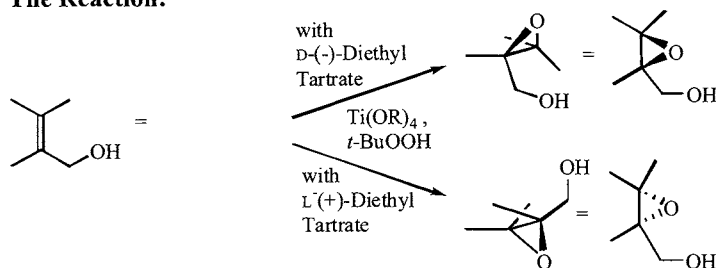 The Reaction:
with
D-(-)-Diethyl
Tartrate
Ti(OR)4 ,
t-BuOOH
with
L-(+)-Diethyl
Tartrate
OH
=
O
OH
=
O
OH
OH
O
=
O
OH